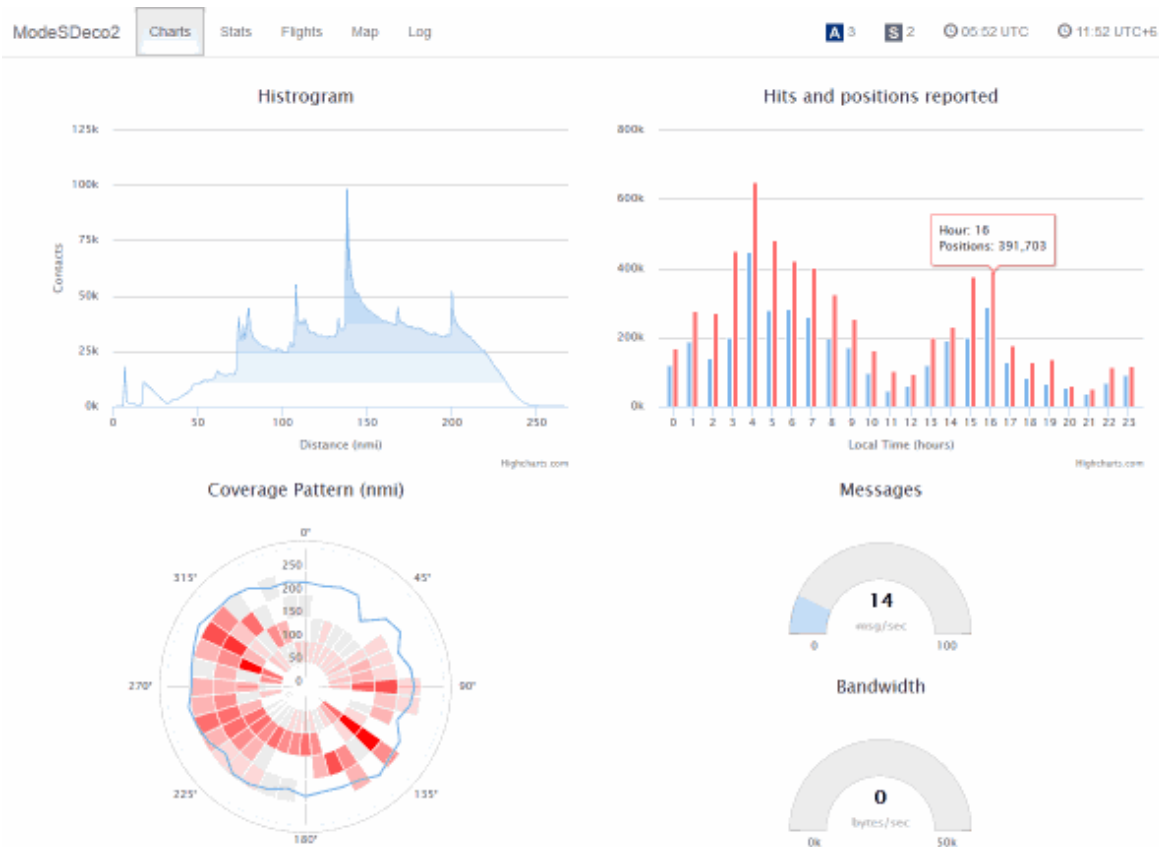 ModeSDeco2 Charts Stats Flights Map Log A 3 S 2 05:52 UTC 11:52 UTC+6
Histrogram
125k
100k
75k
50k
25k
0k
Contacts
0 50 100 150 200 250
Distance (nmi)
Highcharts.com
Hits and positions reported
800k
600k
400k
200k
0k
Hour: 16
Positions: 391,703
0 1 2 3 4 5 6 7 8 9 10 11 12 13 14 15 16 17 18 19 20 21 22 23
Local Time (hours)
Highcharts.com
Coverage Pattern (nmi)
0°
45°
90°
135°
180°
225°
270°
315°
250
200
150
100
50
0
Messages
14
msg/sec
0 100
Bandwidth
0
bytes/sec
0k 50k